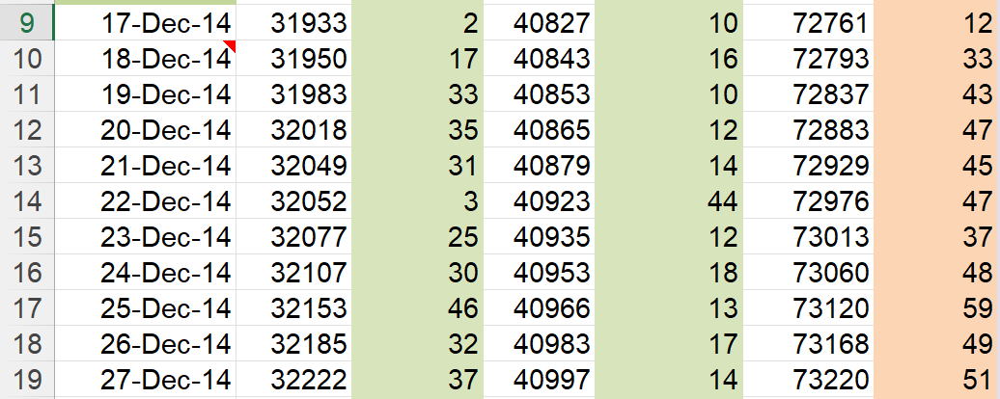 9 17-Dec-14 31933 2 40827 10 72761 12
10 18-Dec-14 31950 17 40843 16 72793 33
11 19-Dec-14 31983 33 40853 10 72837 43
12 20-Dec-14 32018 35 40865 12 72883 47
13 21-Dec-14 32049 31 40879 14 72929 45
14 22-Dec-14 32052 3 40923 44 72976 47
15 23-Dec-14 32077 25 40935 12 73013 37
16 24-Dec-14 32107 30 40953 18 73060 48
17 25-Dec-14 32153 46 40966 13 73120 59
18 26-Dec-14 32185 32 40983 17 73168 49
19 27-Dec-14 32222 37 40997 14 73220 51